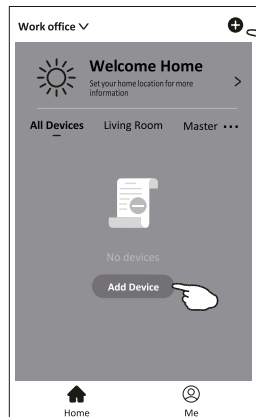 Work office
Welcome Home
Set your home location for more
information
All Devices Living Room Master
No devices
Add Device
Home Me